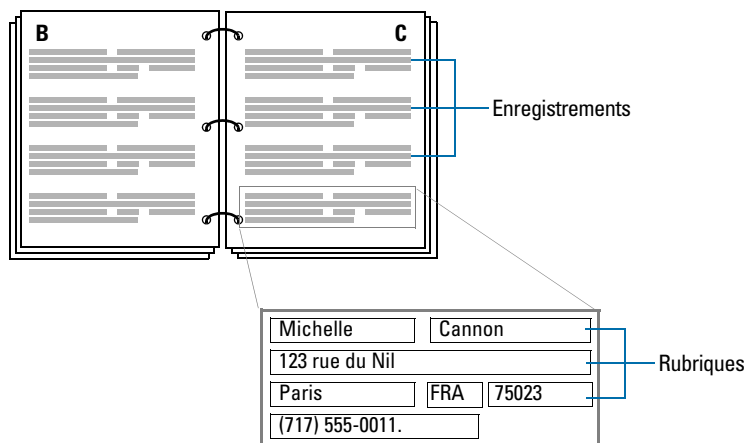 B
C
Enregistrements
Michelle Cannon
123 rue du Nil
Rubriques
Paris FRA 75023
(717) 555-0011.